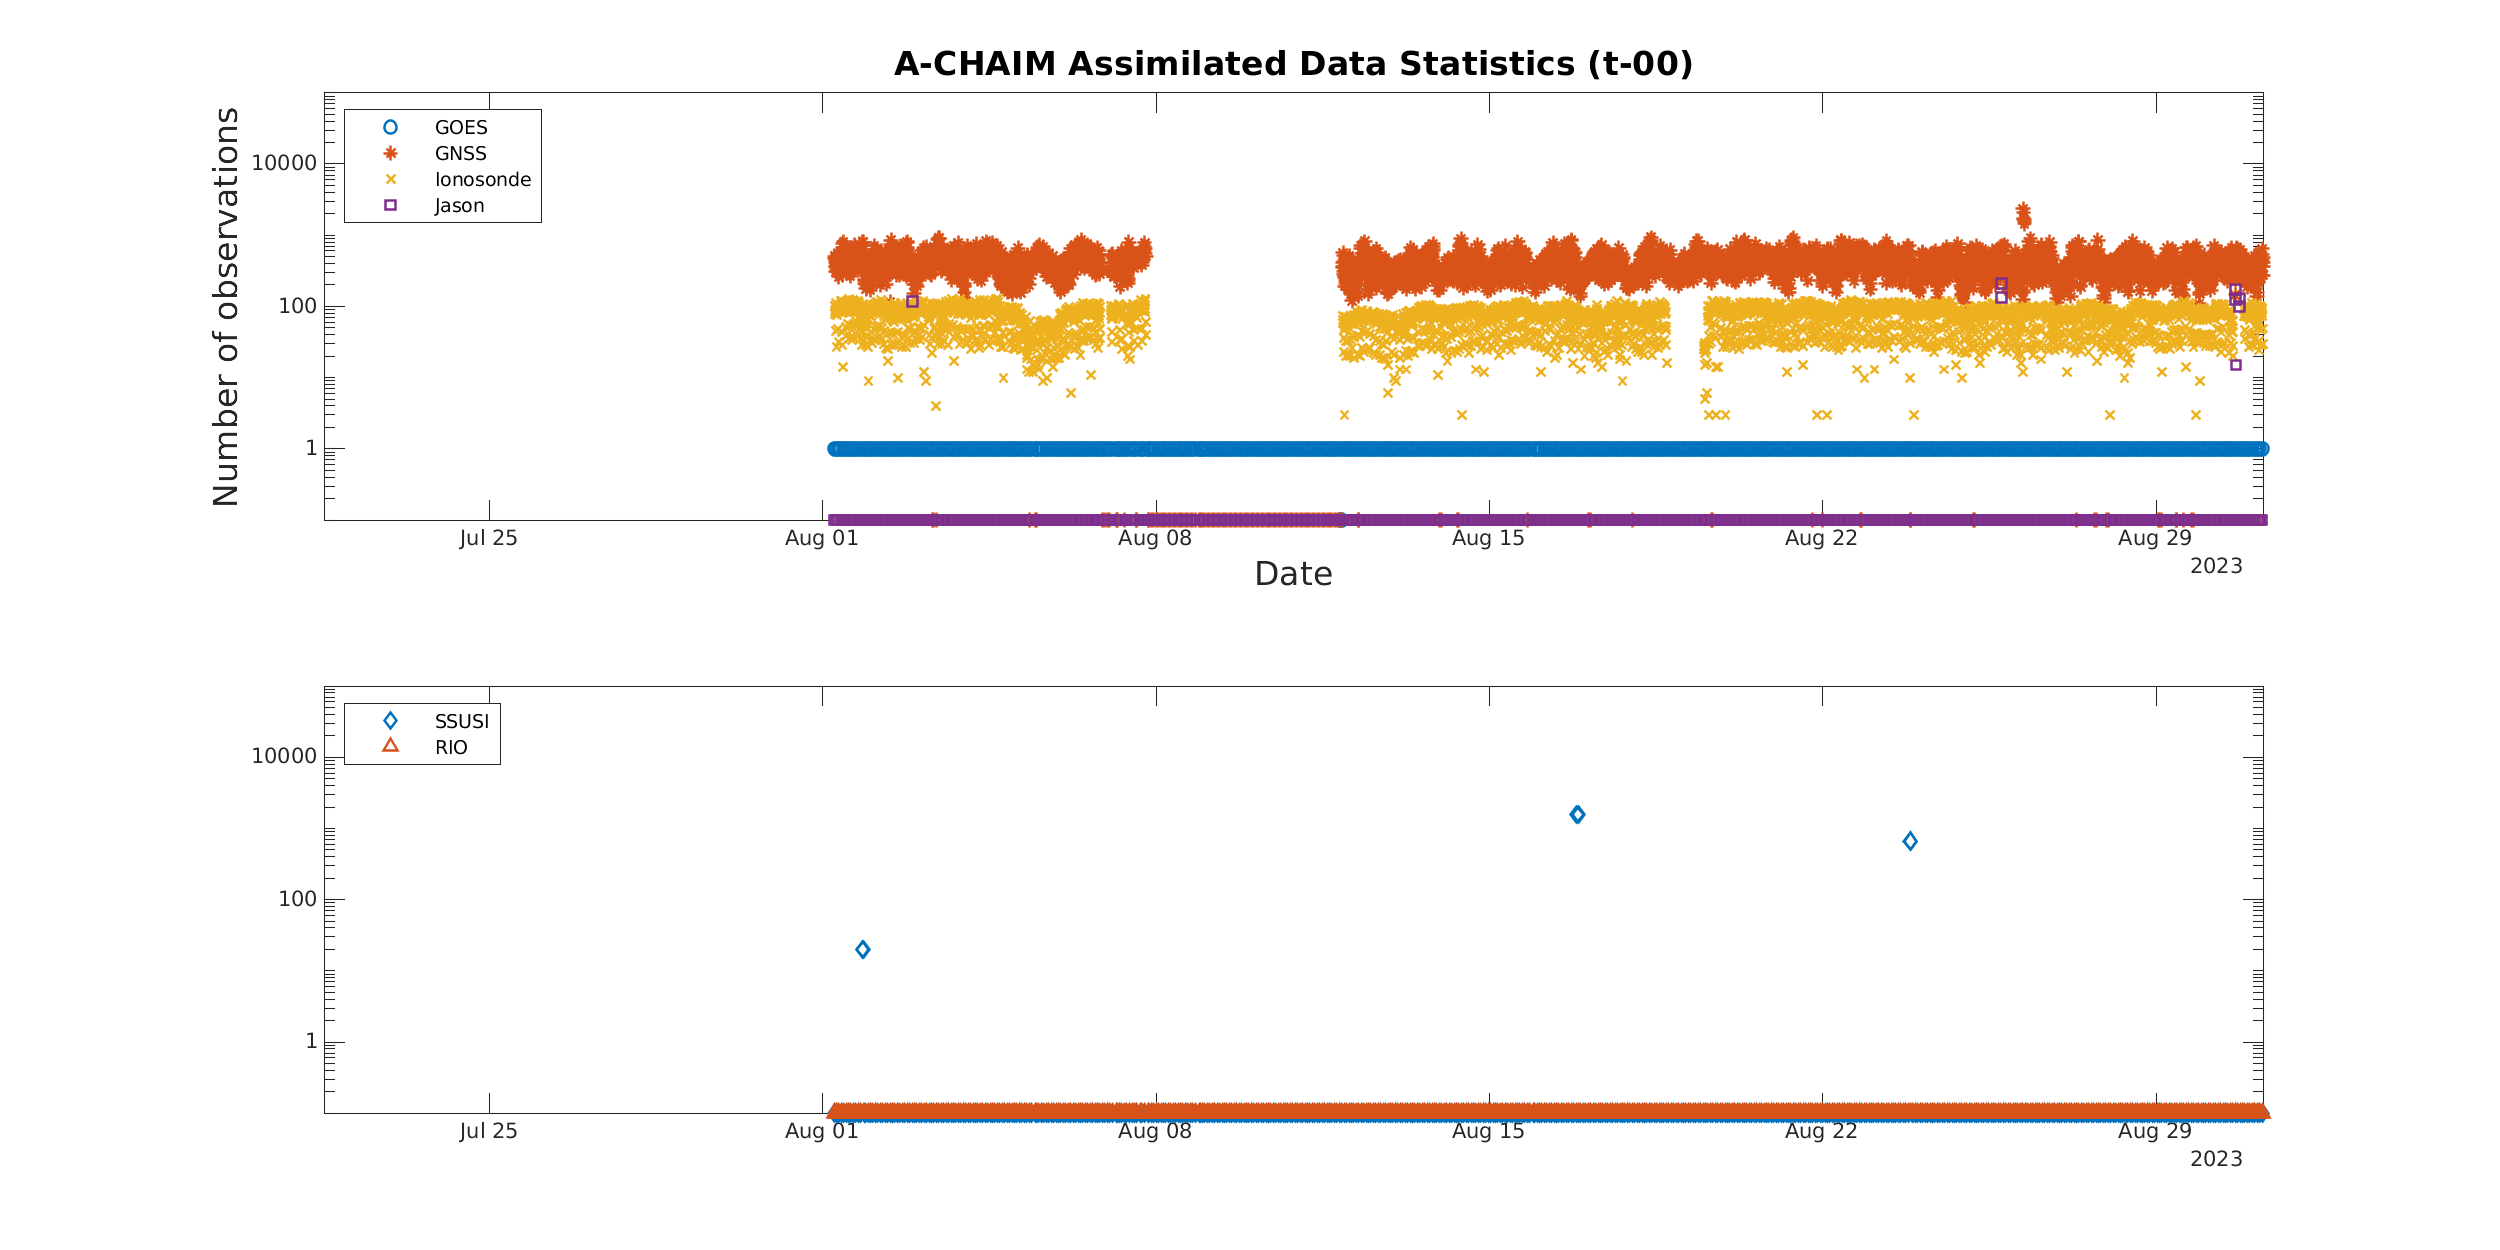 A-CHAIM Assimilated Data Statistics (t-00)
Number of observations
10000
100
1
GOES
GNSS
Ionosonde
Jason
Jul 25 Aug 01 Aug 08 Aug 15 Aug 22 Aug 29
2023
Date
10000
100
1
SSUSI
RIO
Jul 25 Aug 01 Aug 08 Aug 15 Aug 22 Aug 29
2023